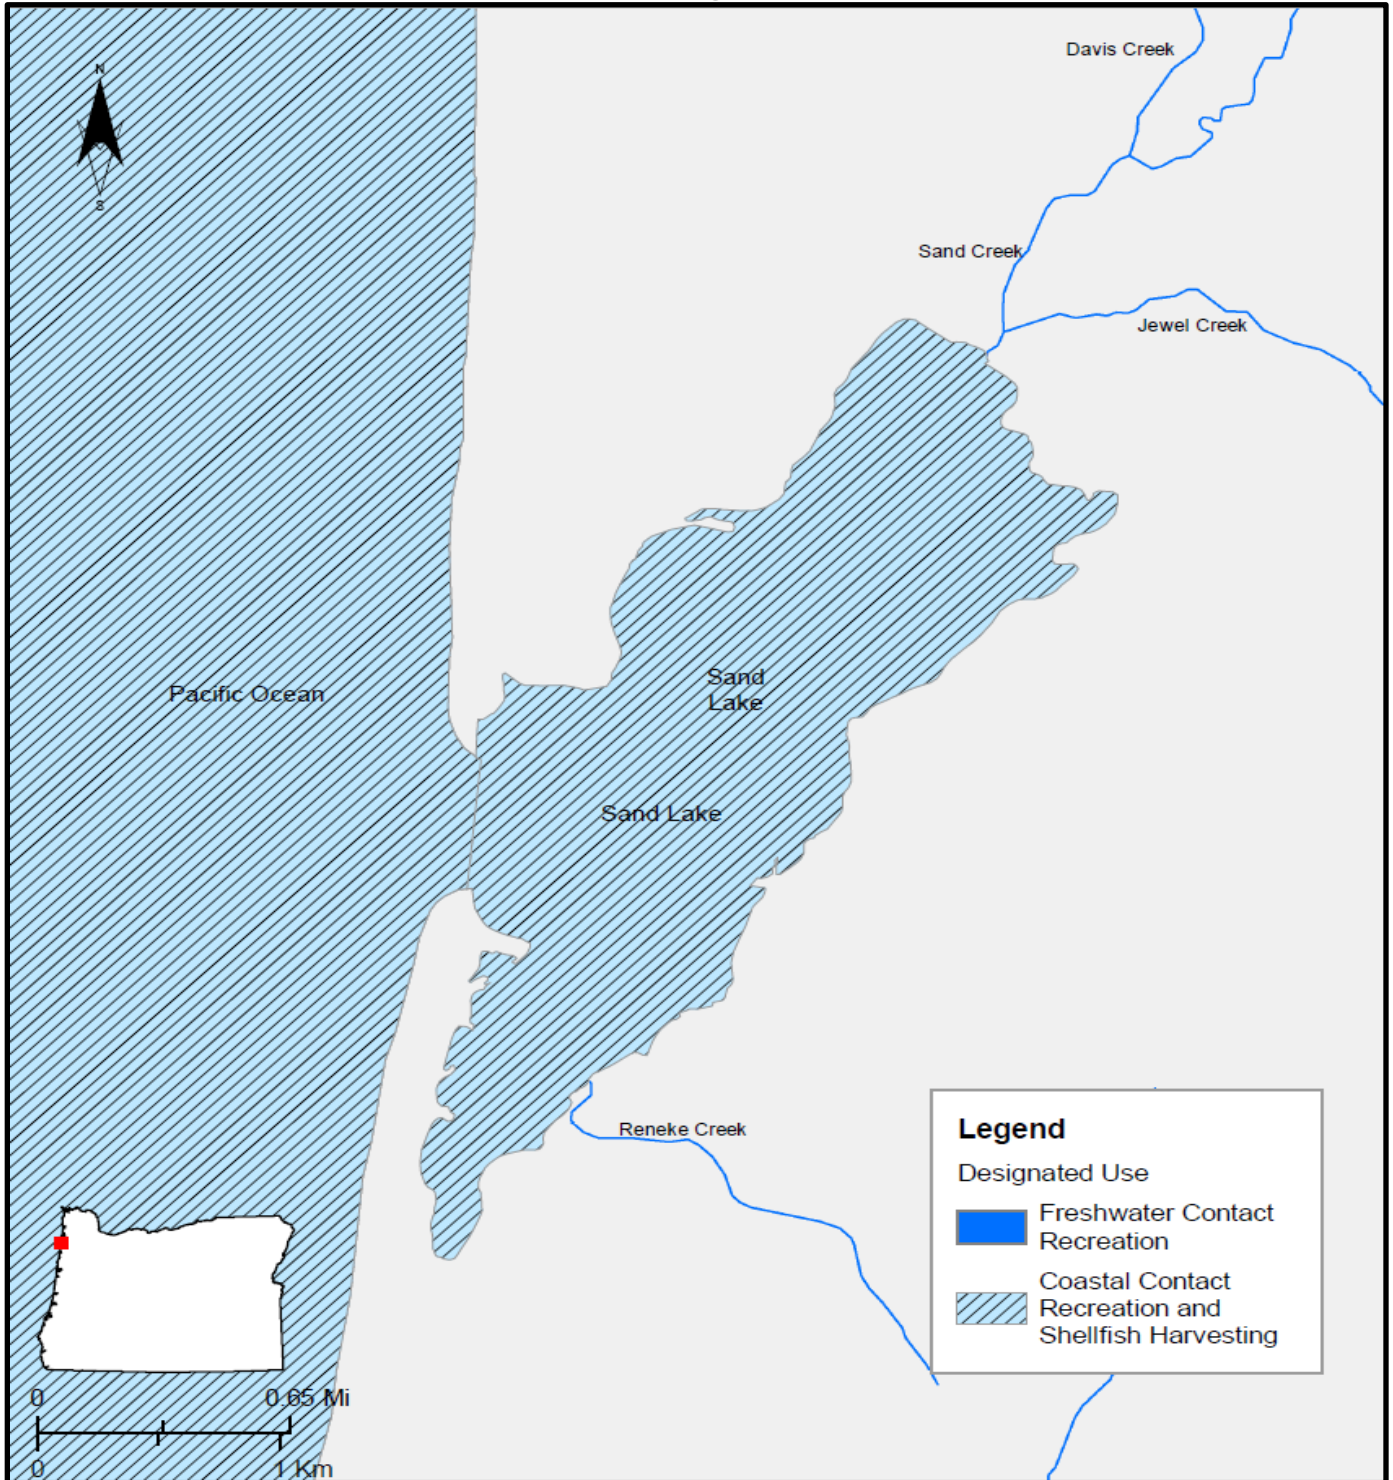 Davis Creek
N
S
Sand Creek
Jewel Creek
Sand
Lake
Pacific Ocean
Sand Lake
Reneke Creek
Legend
Designated Use
Freshwater Contact
Recreation
Coastal Contact
Recreation and
Shellfish Harvesting
0 0.65 Mi
0 1 Km